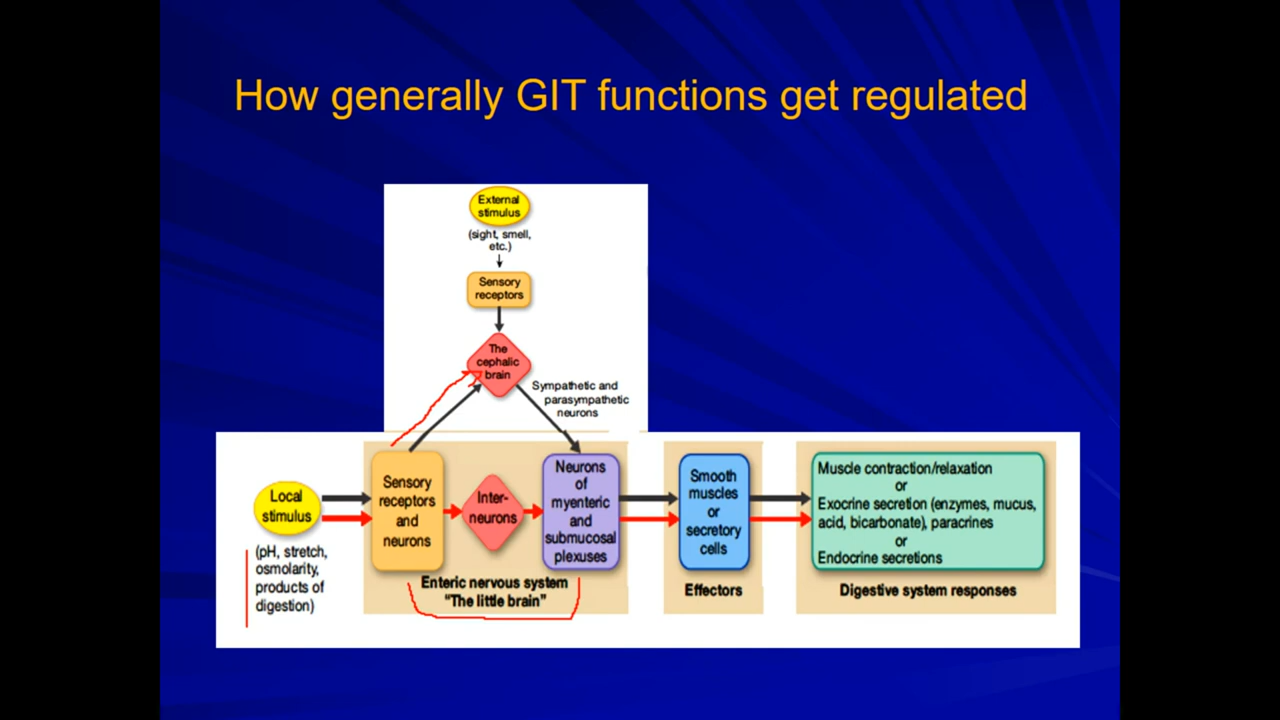 How generally GIT functions get regulated
External
stimulus
(sight, smell,
etc.)
Sensory
receptors
The
cephalic
brain
Sympathetic and
parasympathetic
neurons
Local
stimulus
(pH, stretch,
osmolarity,
products of
digestion)
Sensory
receptors
and
neurons
Inter-
neurons
Neurons
of
myenteric
and
submucosal
plexuses
Enteric nervous system
"The little brain"
Smooth
muscles
or
secretory
cells
Effectors
Muscle contraction/relaxation
or
Exocrine secretion (enzymes, mucus,
acid, bicarbonate), paracrines
or
Endocrine secretions
Digestive system responses